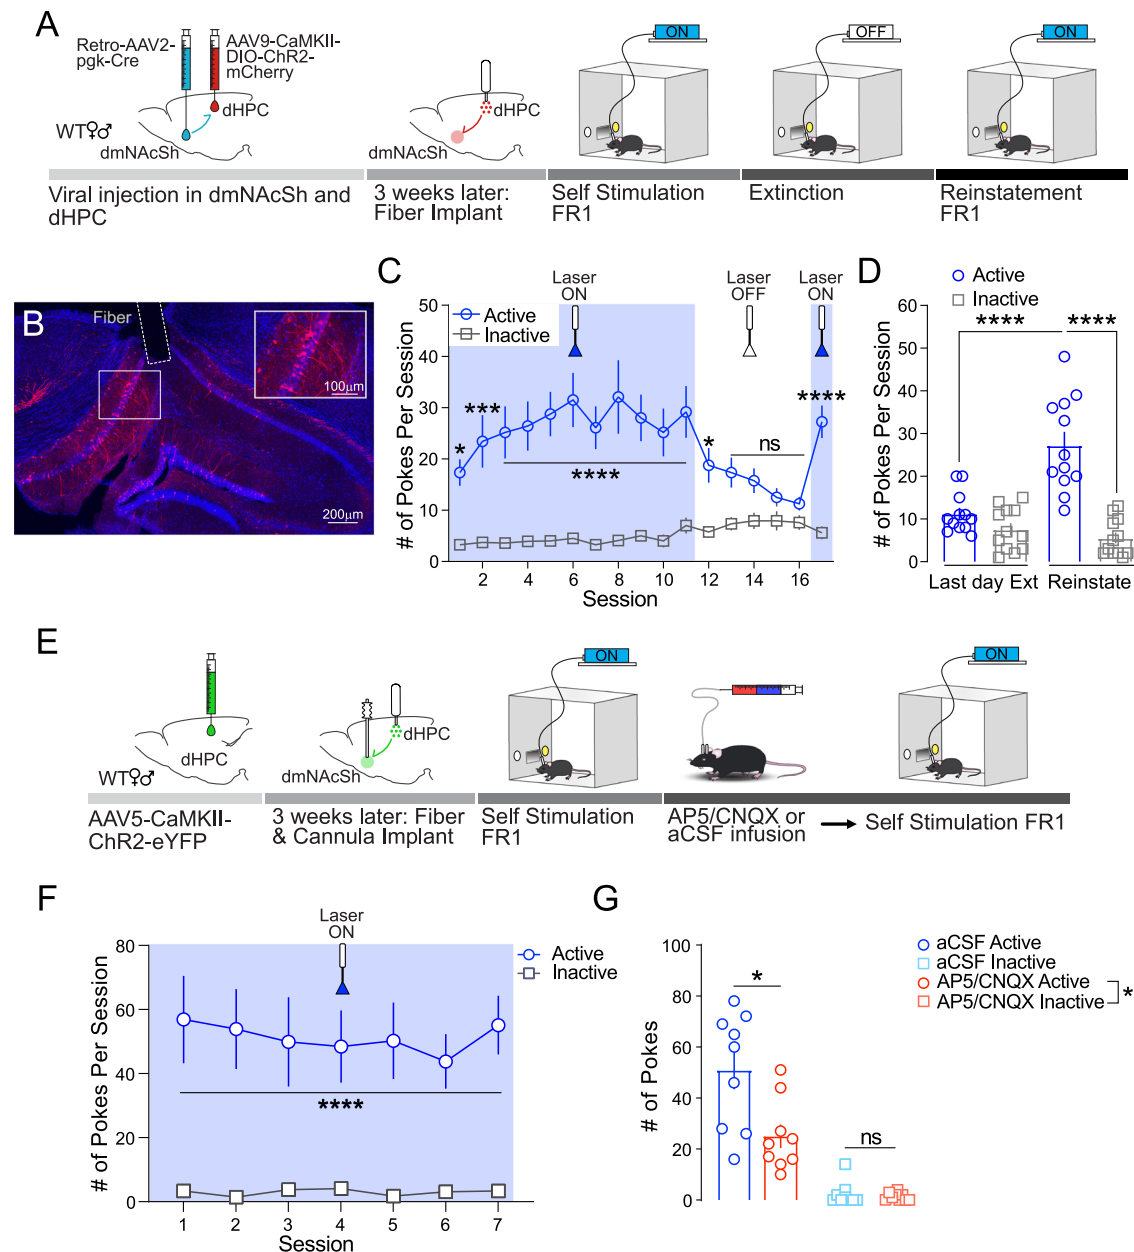 A
Retro-AAV2-
pgk-Cre
AAV9-CaMKII-
DIO-ChR2-
mCherry
dHPC
WT♀♂
dmNAcSh
dHPC
dmNAcSh
ON
OFF
ON
Viral injection in dmNAcSh and
dHPC
3 weeks later:
Fiber Implant
Self Stimulation
FR1
Extinction
Reinstatement
FR1
B
Fiber
100µm
200µm
C
Laser
ON
Laser
OFF
Laser
ON
Active
Inactive
# of Pokes Per Session
50
40
30
20
10
0
*
***
****
*
ns
****
2
4
6
8
10
12
14
16
Session
D
Active
Inactive
# of Pokes Per Session
60
50
40
30
20
10
0
****
****
Last day Ext
Reinstate
E
dHPC
WT♀♂
dHPC
dmNAcSh
ON
ON
AAV5-CaMKII-
ChR2-eYFP
3 weeks later: Fiber
& Cannula Implant
Self Stimulation
FR1
AP5/CNQX or
aCSF infusion
Self Stimulation FR1
F
Laser
ON
Active
Inactive
# of Pokes Per Session
80
60
40
20
0
****
1
2
3
4
5
6
7
Session
G
# of Pokes
100
80
60
40
20
0
*
ns
aCSF Active
aCSF Inactive
AP5/CNQX Active
AP5/CNQX Inactive
*